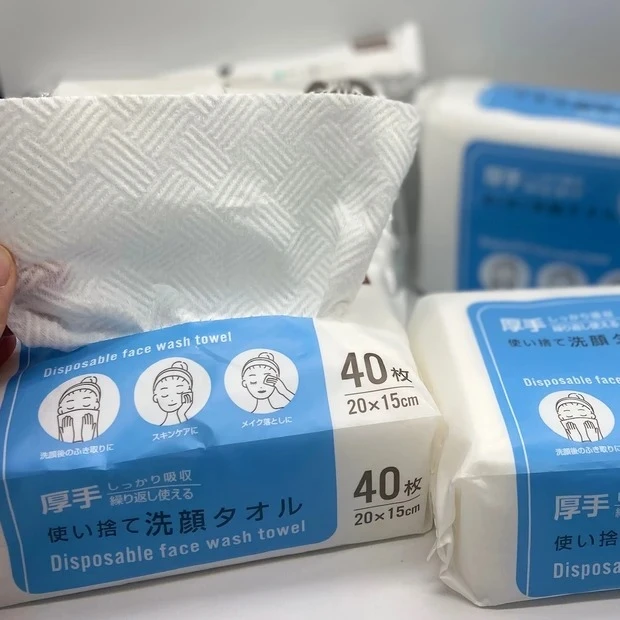 Disposable face wash towel
洗顔後のふき取りに
スキンケアに
メイク落としに
40枚
20×15cm
厚手 しっかり吸収
繰り返し使える
使い捨て洗顔タオル
Disposable face wash towel
40枚
20×15cm
厚手 しっかり吸収
繰り返し使える
使い捨て洗顔タ
Disposable face
洗顔後のふき取りに
厚手
使い捨
Disposa
厚手